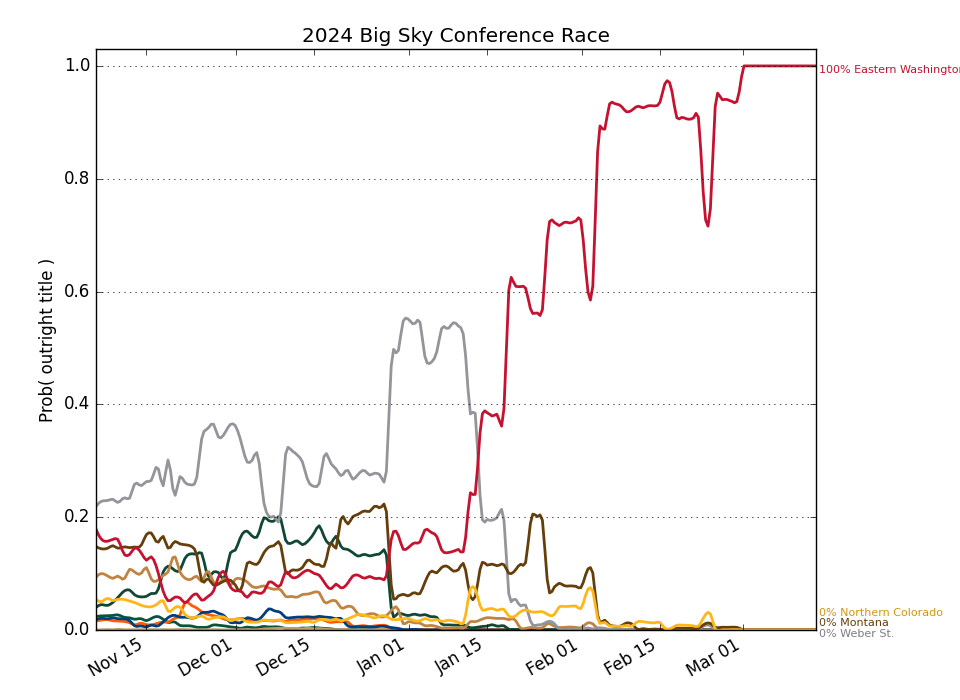 2024 Big Sky Conference Race
Prob( outright title )
1.0
0.8
0.6
0.4
0.2
0.0
Nov 15
Dec 01
Dec 15
Jan 01
Jan 15
Feb 01
Feb 15
Mar 01
100% Eastern Washington
0% Northern Colorado
0% Montana
0% Weber St.